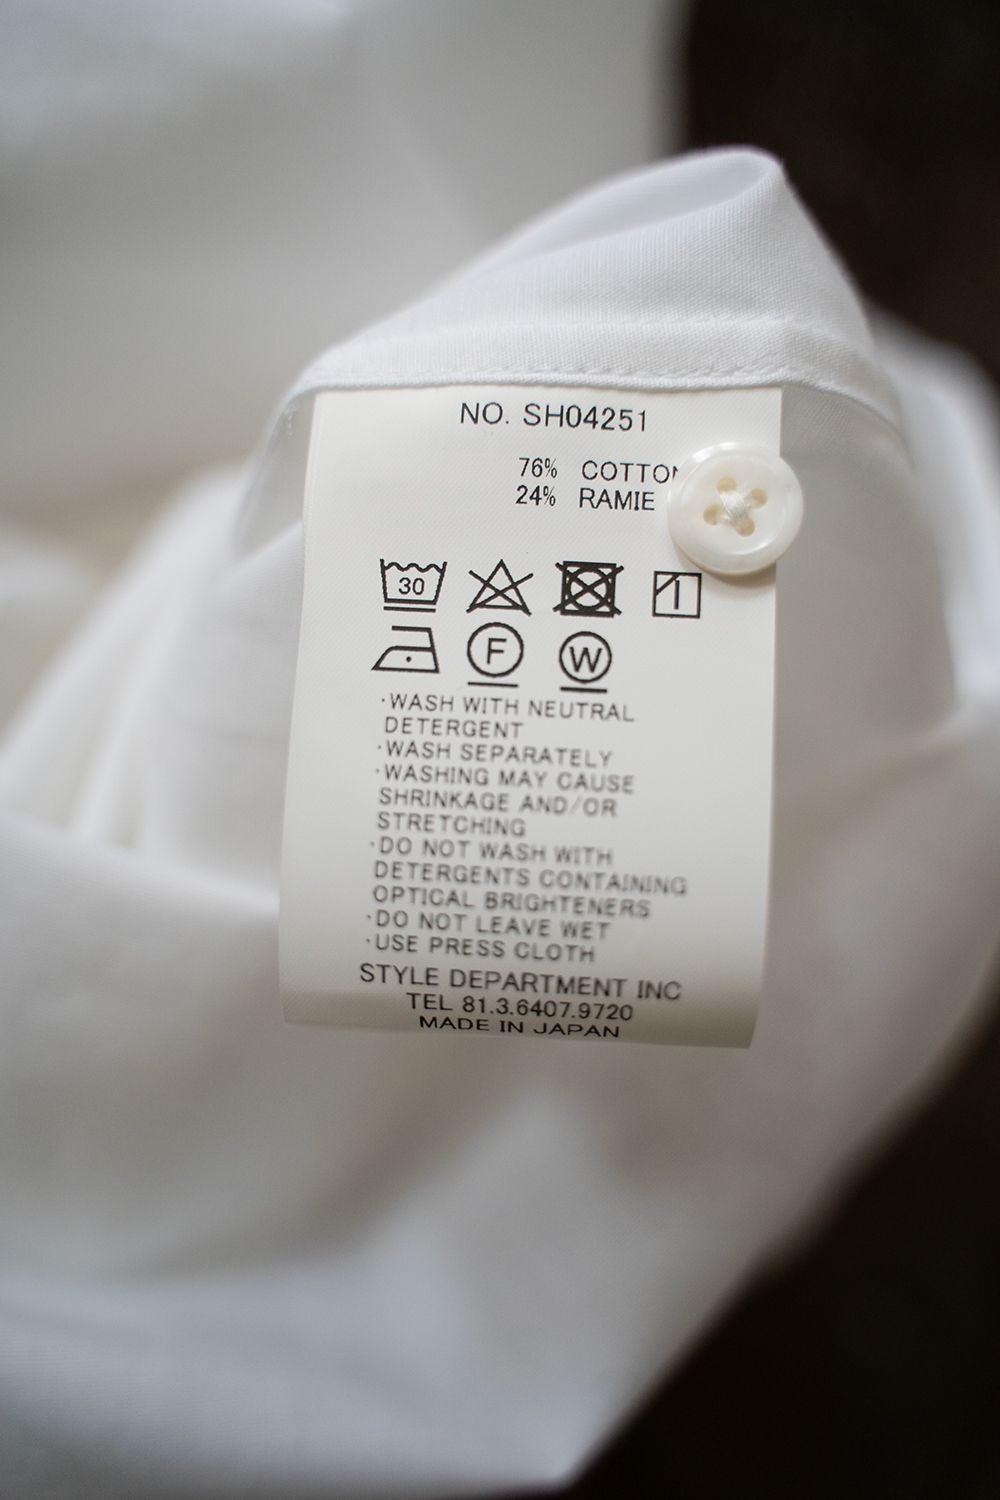 NO. SH04251
76% COTTON
24% RAMIE
30
F W
·WASH WITH NEUTRAL
DETERGENT
·WASH SEPARATELY
·WASHING MAY CAUSE
SHRINKAGE AND/OR
STRETCHING
·DO NOT WASH WITH
DETERGENTS CONTAINING
OPTICAL BRIGHTENERS
·DO NOT LEAVE WET
·USE PRESS CLOTH
STYLE DEPARTMENT INC
TEL 81.3.6407.9720
MADE IN JAPAN